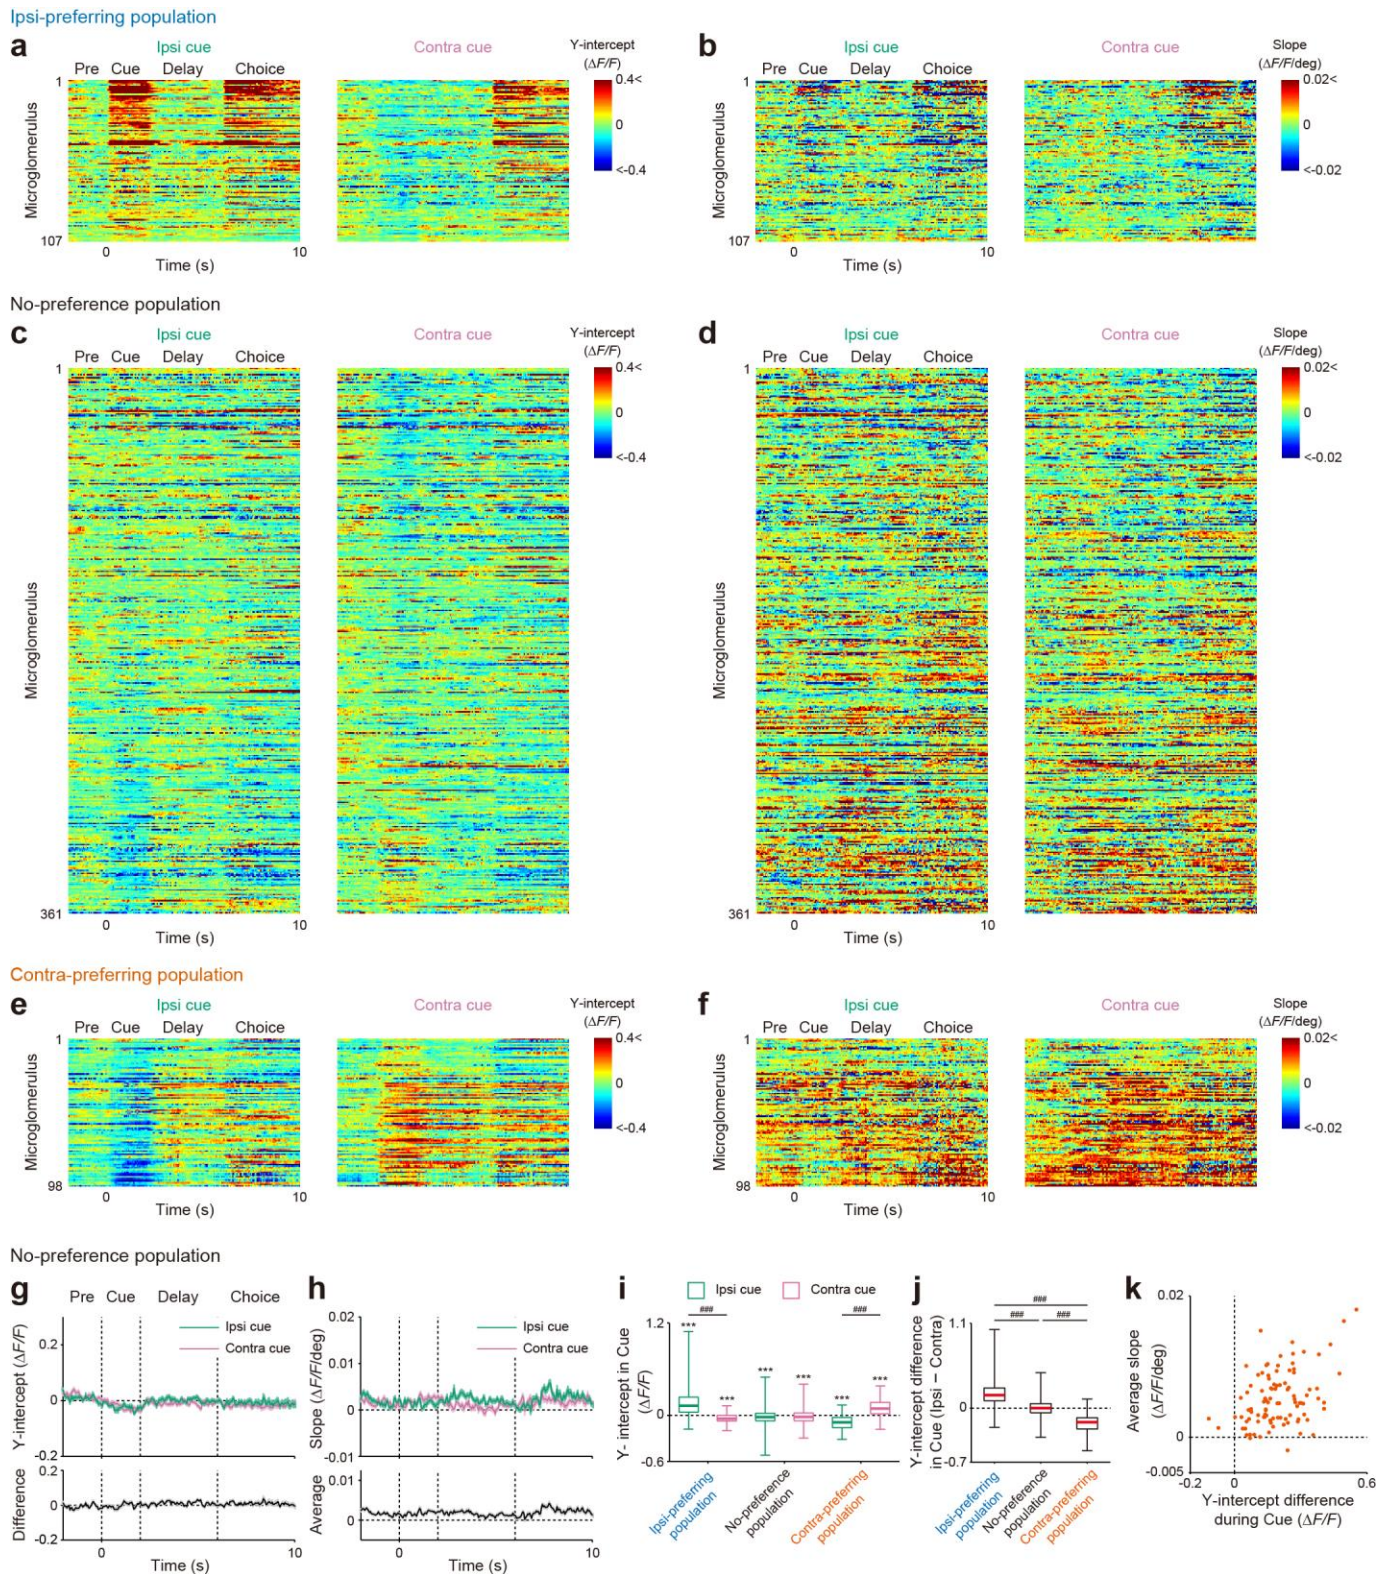 Ipsi-preferring population
a
Ipsi cue
Contra cue
Y-intercept
(ΔF/F)
Pre Cue Delay Choice
0.4<
0
<-0.4
Microglomerulus
1
107
0 10
Time (s)
b
Ipsi cue
Contra cue
Slope
(ΔF/F/deg)
Pre Cue Delay Choice
0.02<
0
<-0.02
Microglomerulus
1
107
0 10
Time (s)
No-preference population
c
Ipsi cue
Contra cue
Y-intercept
(ΔF/F)
Pre Cue Delay Choice
0.4<
0
<-0.4
Microglomerulus
1
361
0 10
Time (s)
d
Ipsi cue
Contra cue
Slope
(ΔF/F/deg)
Pre Cue Delay Choice
0.02<
0
<-0.02
Microglomerulus
1
361
0 10
Time (s)
Contra-preferring population
e
Ipsi cue
Contra cue
Y-intercept
(ΔF/F)
Pre Cue Delay Choice
0.4<
0
<-0.4
Microglomerulus
1
98
0 10
Time (s)
f
Ipsi cue
Contra cue
Slope
(ΔF/F/deg)
Pre Cue Delay Choice
0.02<
0
<-0.02
Microglomerulus
1
98
0 10
Time (s)
No-preference population
g
Pre Cue Delay Choice
Y-intercept (ΔF/F)
0.2
0
-0.2
Ipsi cue
Contra cue
Difference
0.2
0
-0.2
0 10
Time (s)
h
Slope (ΔF/F/deg)
0.02
0.01
0
-0.01
Ipsi cue
Contra cue
Average
0.01
0
0 10
Time (s)
i
Ipsi cue
Contra cue
Y- intercept in Cue
(ΔF/F)
1.2
0
-0.6
###
###
***
***
***
***
***
***
Ipsi-preferring
population
No-preference
population
Contra-preferring
population
j
Y-intercept difference
in Cue (Ipsi – Contra)
1.1
0
-0.7
###
###
###
Ipsi-preferring
population
No-preference
population
Contra-preferring
population
k
Average slope
(ΔF/F/deg)
0.02
0
-0.005
-0.2 0 0.6
Y-intercept difference
during Cue (ΔF/F)